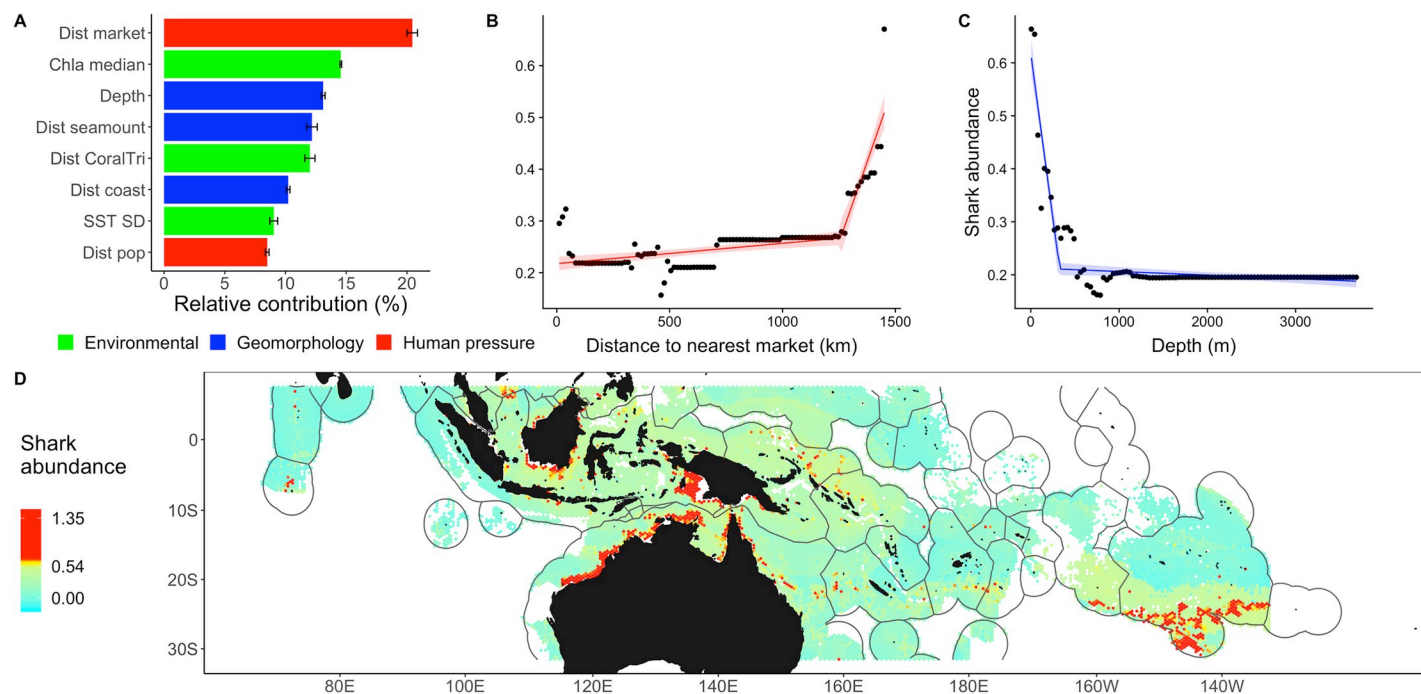 A
Dist market
Chla median
Depth
Dist seamount
Dist CoralTri
Dist coast
SST SD
Dist pop
0 5 10 15 20
Relative contribution (%)
Environmental Geomorphology Human pressure
B
0.6
0.5
0.4
0.3
0.2
0 500 1000 1500
Distance to nearest market (km)
C
Shark abundance
0.6
0.5
0.4
0.3
0.2
0 1000 2000 3000
Depth (m)
D
Shark
abundance
1.35
0.54
0.00
0
10S
20S
30S
80E 100E 120E 140E 160E 180 160W 140W